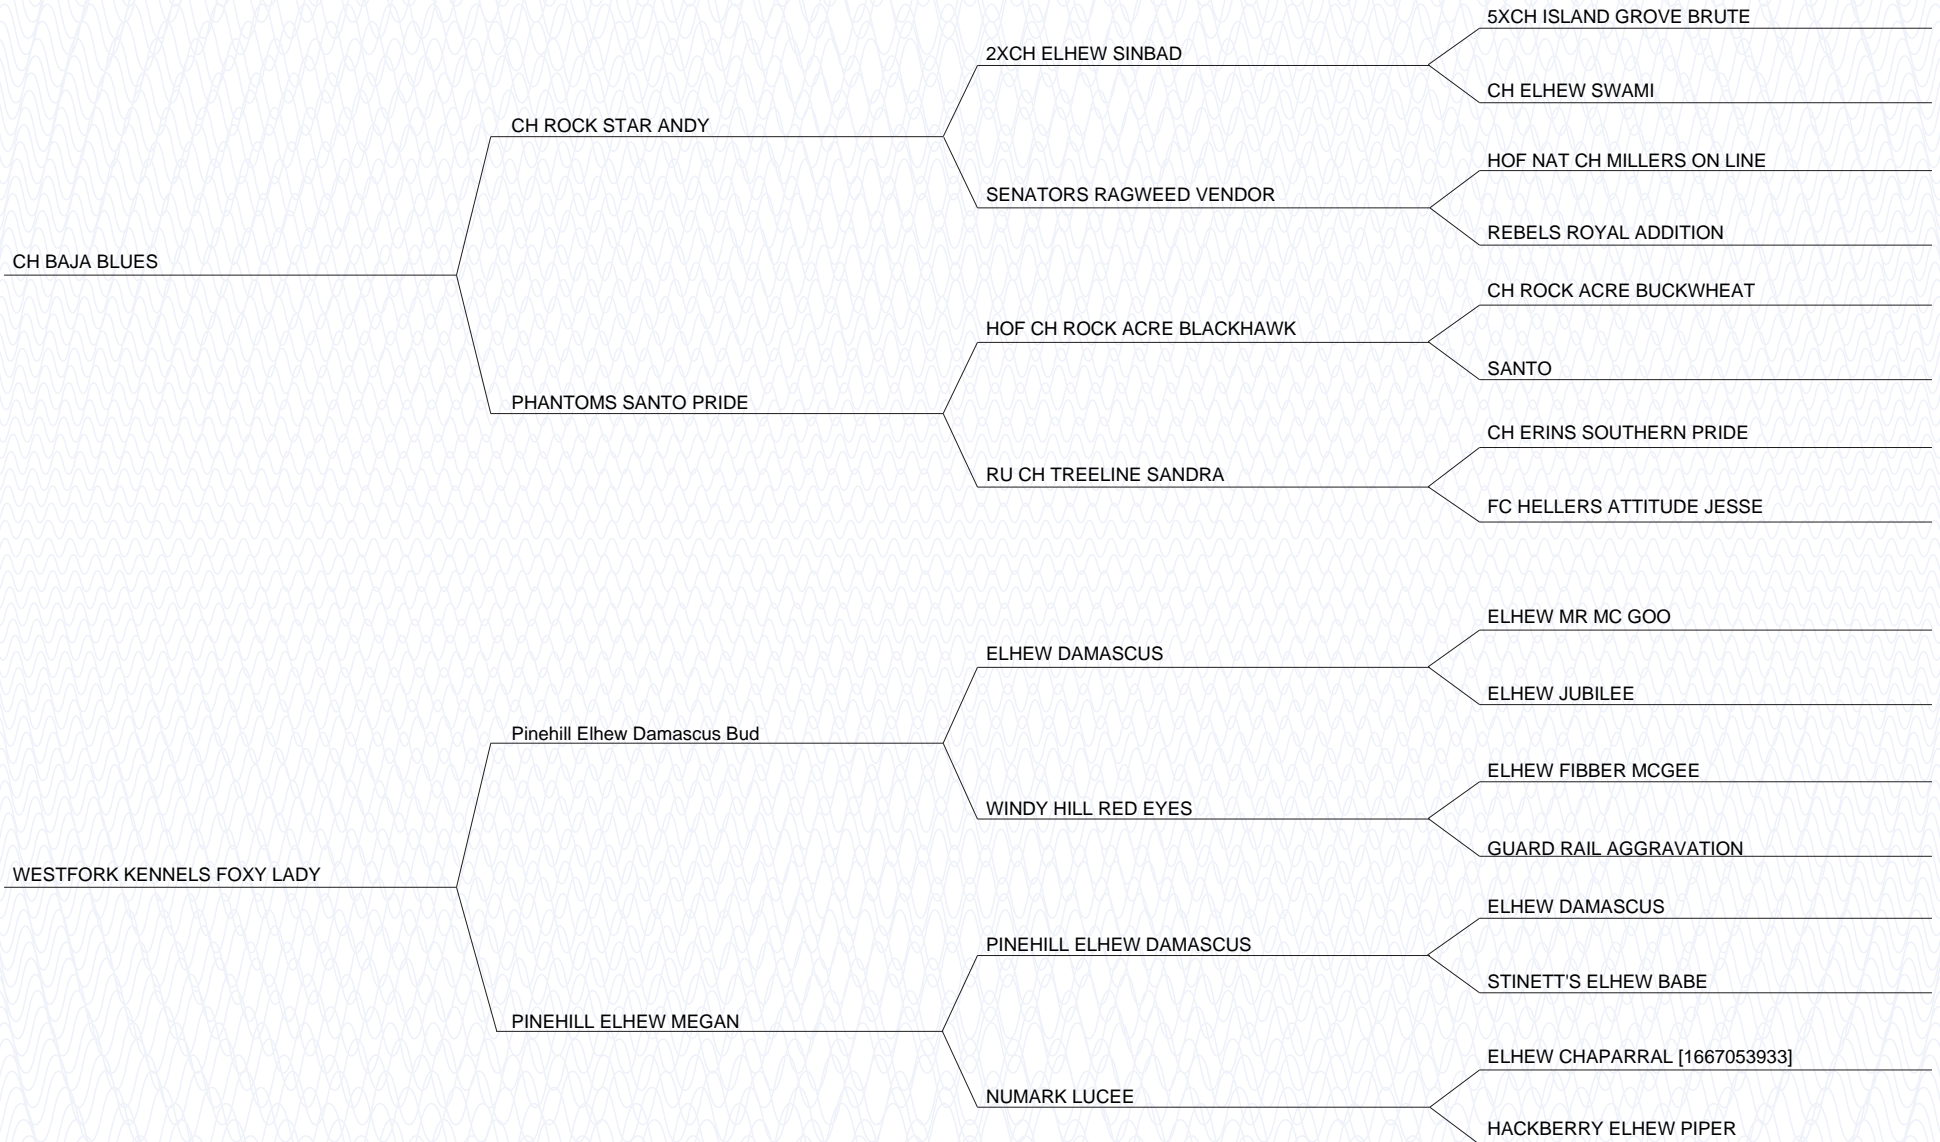 5XCH ISLAND GROVE BRUTE
2XCH ELHEW SINBAD
CH ELHEW SWAMI
CH ROCK STAR ANDY
HOF NAT CH MILLERS ON LINE
SENATORS RAGWEED VENDOR
REBELS ROYAL ADDITION
CH BAJA BLUES
CH ROCK ACRE BUCKWHEAT
HOF CH ROCK ACRE BLACKHAWK
SANTO
PHANTOMS SANTO PRIDE
CH ERINS SOUTHERN PRIDE
RU CH TREELINE SANDRA
FC HELLERS ATTITUDE JESSE
ELHEW MR MC GOO
ELHEW DAMASCUS
ELHEW JUBILEE
Pinehill Elhew Damascus Bud
ELHEW FIBBER MCGEE
WINDY HILL RED EYES
GUARD RAIL AGGRAVATION
WESTFORK KENNELS FOXY LADY
ELHEW DAMASCUS
PINEHILL ELHEW DAMASCUS
STINETT'S ELHEW BABE
PINEHILL ELHEW MEGAN
ELHEW CHAPARRAL [1667053933]
NUMARK LUCEE
HACKBERRY ELHEW PIPER